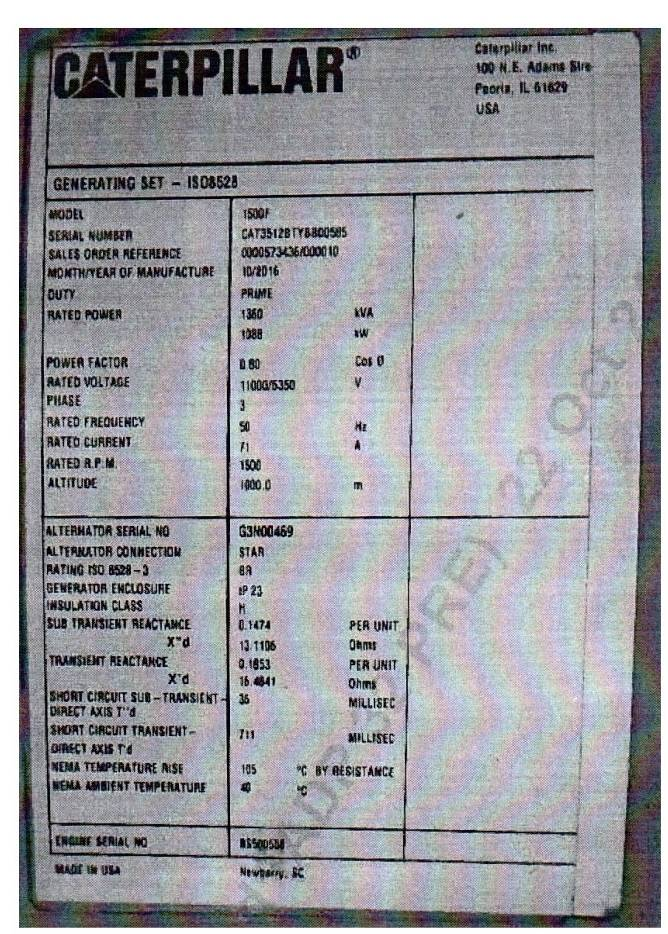 CATERPILLAR®
Caterpillar Inc.
100 N.E. Adams Stre
Peoria, IL 61629
USA
GENERATING SET - ISO8528
MODEL 1500F
SERIAL NUMBER CAT3512BTYB800585
SALES ORDER REFERENCE 0000573436/000010
MONTH/YEAR OF MANUFACTURE 10/2016
DUTY PRIME
RATED POWER 1360 kVA
1088 kW
POWER FACTOR 0.80 Cos Ø
RATED VOLTAGE 11000/6350 V
PHASE 3
RATED FREQUENCY 50 Hz
RATED CURRENT 71 A
RATED R.P.M. 1500
ALTITUDE 1000.0 m
ALTERNATOR SERIAL NO G3N00469
ALTERNATOR CONNECTION STAR
RATING ISO 8528-3 BR
GENERATOR ENCLOSURE IP 23
INSULATION CLASS H
SUB TRANSIENT REACTANCE 0.1474 PER UNIT
X"d 13.1106 Ohms
TRANSIENT REACTANCE 0.1853 PER UNIT
X'd 16.4841 Ohms
SHORT CIRCUIT SUB-TRANSIENT- 36 MILLISEC
DIRECT AXIS T"d
SHORT CIRCUIT TRANSIENT- 711 MILLISEC
DIRECT AXIS T'd
NEMA TEMPERATURE RISE 105 °C BY RESISTANCE
NEMA AMBIENT TEMPERATURE 40 °C
ENGINE SERIAL NO
MADE IN USA Newberry, SC
PRE) 22 Oct 2